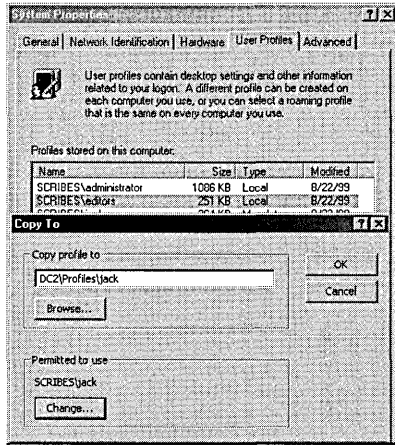 System Properties
General Network Identification Hardware User Profiles Advanced
User profiles contain desktop settings and other information
related to your logon. A different profile can be created on
each computer you use, or you can select a roaming profile
that is the same on every computer you use.
Profiles stored on this computer:
Name Size Type Modified
SCRIBES\administrator 1086 KB Local 8/22/99
SCRIBES\editors 251 KB Local 8/22/99
Copy To
Copy profile to
DC2\Profiles\jack
OK
Cancel
Browse...
Permitted to use
SCRIBES\jack
Change...